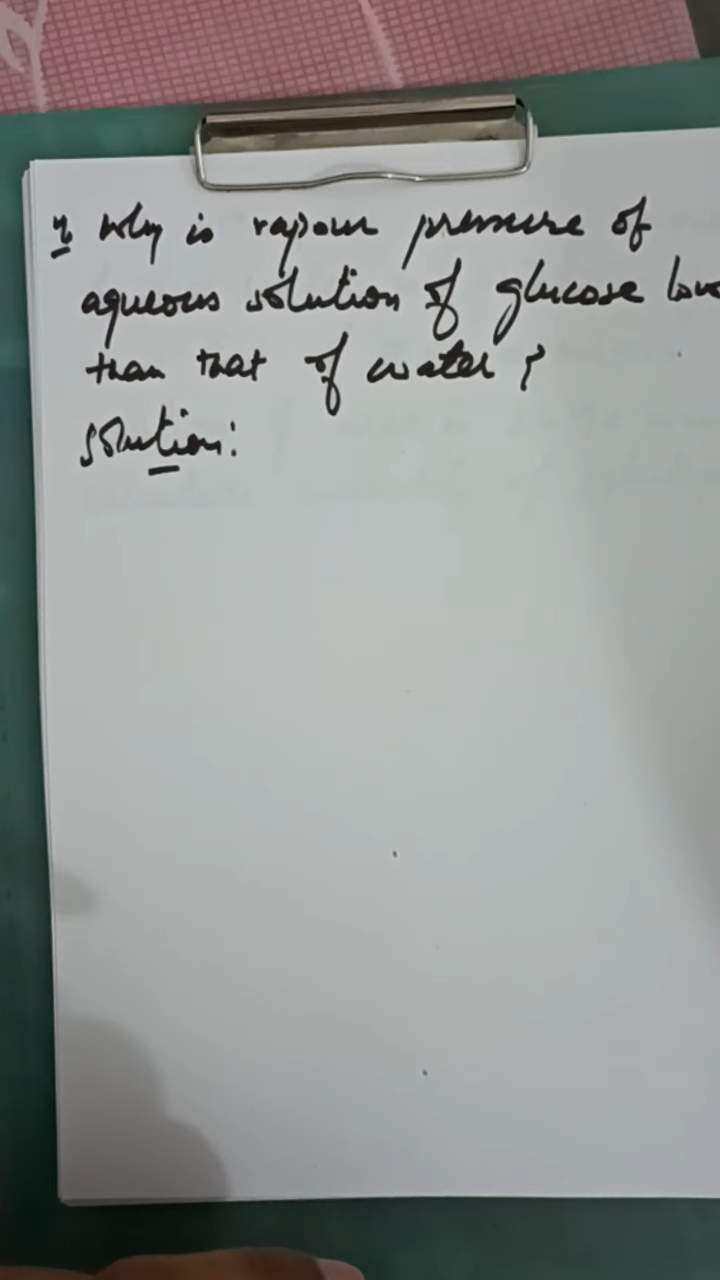 Q Why is vapour pressure of
aqueous solution of glucose
than that of water ?
Solution: